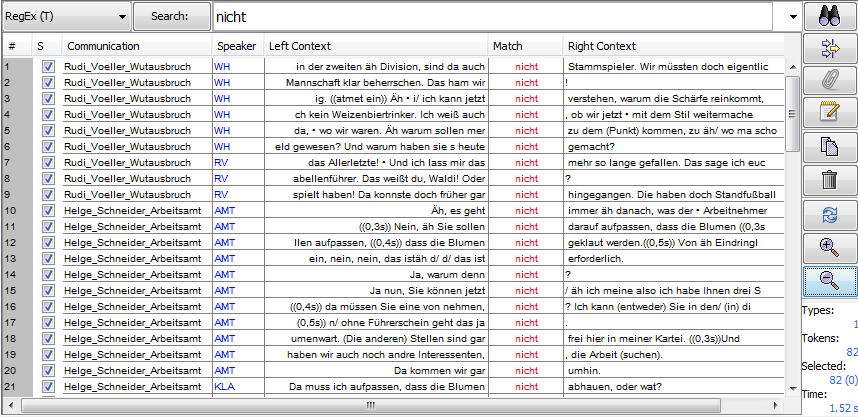 RegEx (T) Search: nicht
# S Communication Speaker Left Context Match Right Context
1 Rudi_Voeller_Wutausbruch WH in der zweiten äh Division, sind da auch nicht Stammspieler. Wir müssten doch eigentlic
2 Rudi_Voeller_Wutausbruch WH Mannschaft klar beherrschen. Das ham wir nicht !
3 Rudi_Voeller_Wutausbruch WH ig. ((atmet ein)) Äh • i/ ich kann jetzt nicht verstehen, warum die Schärfe reinkommt,
4 Rudi_Voeller_Wutausbruch WH ch kein Weizenbiertrinker. Ich weiß auch nicht , ob wir jetzt • mit dem Stil weitermache
5 Rudi_Voeller_Wutausbruch WH da, • wo wir waren. Äh warum sollen mer nicht zu dem (Punkt) kommen, zu äh/ wo ma scho
6 Rudi_Voeller_Wutausbruch WH eld gewesen? Und warum haben sie s heute nicht gemacht?
7 Rudi_Voeller_Wutausbruch RV das Allerletzte! • Und ich lass mir das nicht mehr so lange gefallen. Das sage ich euc
8 Rudi_Voeller_Wutausbruch RV abellenführer. Das weißt du, Waldi! Oder nicht ?
9 Rudi_Voeller_Wutausbruch RV spielt haben! Da konnste doch früher gar nicht hingegangen. Die haben doch Standfußball
10 Helge_Schneider_Arbeitsamt AMT Äh, es geht nicht immer äh danach, was der • Arbeitnehmer
11 Helge_Schneider_Arbeitsamt AMT ((0,3s)) Nein, äh Sie sollen nicht darauf aufpassen, dass die Blumen ((0,3s
12 Helge_Schneider_Arbeitsamt AMT llen aufpassen, ((0,4s)) dass die Blumen nicht geklaut werden.((0,5s)) Von äh Eindringl
13 Helge_Schneider_Arbeitsamt AMT ein, nein, nein, das istäh d/ d/ das ist nicht erforderlich.
14 Helge_Schneider_Arbeitsamt AMT Ja, warum denn nicht ?
15 Helge_Schneider_Arbeitsamt AMT Ja nun, Sie können jetzt nicht / äh ich meine also ich habe Ihnen drei S
16 Helge_Schneider_Arbeitsamt AMT ((0,4s)) da müssen Sie eine von nehmen, nicht ? Ich kann (entweder) Sie in den/ (in) di
17 Helge_Schneider_Arbeitsamt AMT 0,5s)) n/ ohne Führerschein geht das ja nicht .
18 Helge_Schneider_Arbeitsamt AMT umenwart. (Die anderen) Stellen sind gar nicht frei hier in meiner Kartei. ((0,3s))Und
19 Helge_Schneider_Arbeitsamt AMT haben wir auch noch andre Interessenten, nicht , die Arbeit (suchen).
20 Helge_Schneider_Arbeitsamt AMT Da kommen wir gar nicht umhin.
21 Helge_Schneider_Arbeitsamt KLA Da muss ich aufpassen, dass die Blumen nicht abhauen, oder wat?
Types:
1
Tokens:
82
Selected:
82 (0)
Time:
1.52 s